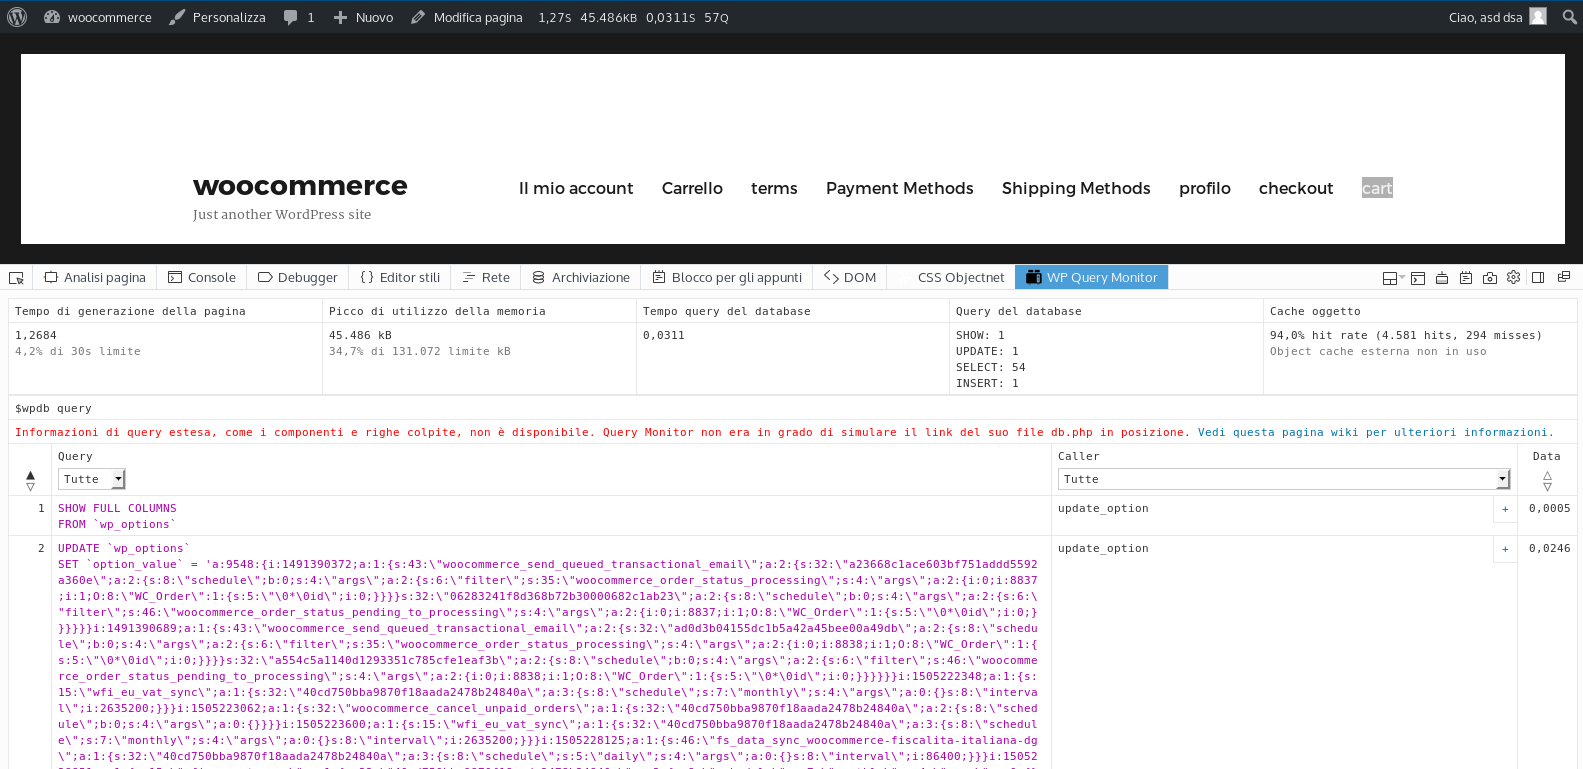 woocommerce Personalizza 1 Nuovo Modifica pagina 1,27S 45.486KB 0,0311S 57Q Ciao, asd dsa
woocommerce
Just another WordPress site
Il mio account Carrello terms Payment Methods Shipping Methods profilo checkout cart
Analisi pagina Console Debugger Editor stili Rete Archiviazione Blocco per gli appunti DOM CSS Objectnet WP Query Monitor
Tempo di generazione della pagina Picco di utilizzo della memoria Tempo query del database Query del database Cache oggetto
1,2684 45.486 kB 0,0311 SHOW: 1 94,0% hit rate (4.581 hits, 294 misses)
4,2% di 30s limite 34,7% di 131.072 limite kB UPDATE: 1 Object cache esterna non in uso
SELECT: 54
INSERT: 1
$wpdb query
Informazioni di query estesa, come i componenti e righe colpite, non è disponibile. Query Monitor non era in grado di simulare il link del suo file db.php in posizione. Vedi questa pagina wiki per ulteriori informazioni.
Query Caller Data
Tutte Tutte
1 SHOW FULL COLUMNS update_option + 0,0005
FROM `wp_options`
2 UPDATE `wp_options` update_option + 0,0246
SET `option_value` = 'a:9548:{i:1491390372;a:1:{s:43:\"woocommerce_send_queued_transactional_email\";a:2:{s:32:\"a23668c1ace603bf751addd5592
a360e\";a:2:{s:8:\"schedule\";b:0;s:4:\"args\";a:2:{s:6:\"filter\";s:35:\"woocommerce_order_status_processing\";s:4:\"args\";a:2:{i:0;i:8837
;i:1;O:8:\"WC_Order\":1:{s:5:\"\0*\0id\";i:0;}}}}s:32:\"06283241f8d368b72b30000682c1ab23\";a:2:{s:8:\"schedule\";b:0;s:4:\"args\";a:2:{s:6:\
"filter\";s:46:\"woocommerce_order_status_pending_to_processing\";s:4:\"args\";a:2:{i:0;i:8837;i:1;O:8:\"WC_Order\":1:{s:5:\"\0*\0id\";i:0;}
}}}}}i:1491390689;a:1:{s:43:\"woocommerce_send_queued_transactional_email\";a:2:{s:32:\"ad0d3b04155dc1b5a42a45bee00a49db\";a:2:{s:8:\"schedu
le\";b:0;s:4:\"args\";a:2:{s:6:\"filter\";s:35:\"woocommerce_order_status_processing\";s:4:\"args\";a:2:{i:0;i:8838;i:1;O:8:\"WC_Order\":1:{
s:5:\"\0*\0id\";i:0;}}}}s:32:\"a554c5a1140d1293351c785cfe1eaf3b\";a:2:{s:8:\"schedule\";b:0;s:4:\"args\";a:2:{s:6:\"filter\";s:46:\"woocomme
rce_order_status_pending_to_processing\";s:4:\"args\";a:2:{i:0;i:8838;i:1;O:8:\"WC_Order\":1:{s:5:\"\0*\0id\";i:0;}}}}}}i:1505222348;a:1:{s:
15:\"wfi_eu_vat_sync\";a:1:{s:32:\"40cd750bba9870f18aada2478b24840a\";a:3:{s:8:\"schedule\";s:7:\"monthly\";s:4:\"args\";a:0:{}s:8:\"interva
l\";i:2635200;}}}i:1505223062;a:1:{s:32:\"woocommerce_cancel_unpaid_orders\";a:1:{s:32:\"40cd750bba9870f18aada2478b24840a\";a:2:{s:8:\"sched
ule\";b:0;s:4:\"args\";a:0:{}}}}i:1505223600;a:1:{s:15:\"wfi_eu_vat_sync\";a:1:{s:32:\"40cd750bba9870f18aada2478b24840a\";a:3:{s:8:\"schedul
e\";s:7:\"monthly\";s:4:\"args\";a:0:{}s:8:\"interval\";i:2635200;}}}i:1505228125;a:1:{s:46:\"fs_data_sync_woocommerce-fiscalita-italiana-dg
\";a:1:{s:32:\"40cd750bba9870f18aada2478b24840a\";a:3:{s:8:\"schedule\";s:5:\"daily\";s:4:\"args\";a:0:{}s:8:\"interval\";i:86400;}}}i:15052